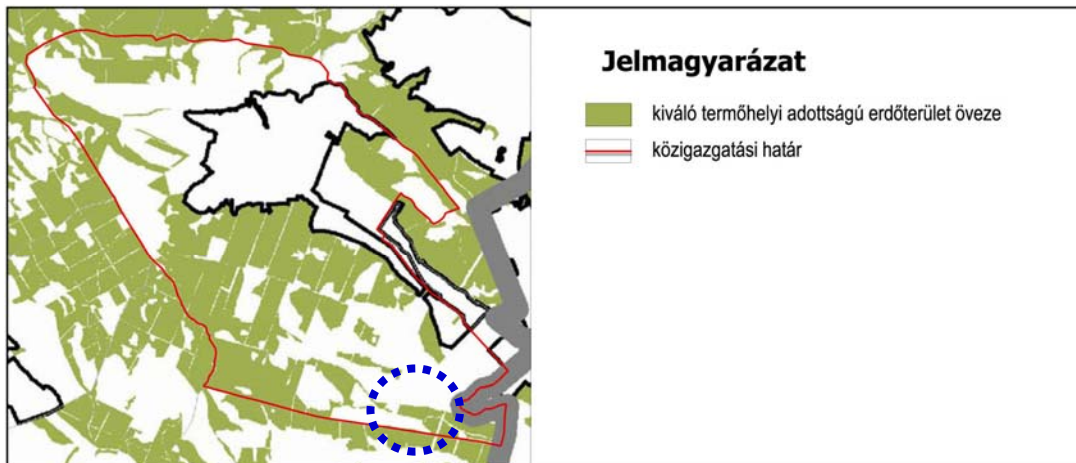 Jelmagyarázat
kiváló termőhelyi adottságú erdőterület öveze
közigazgatási határ